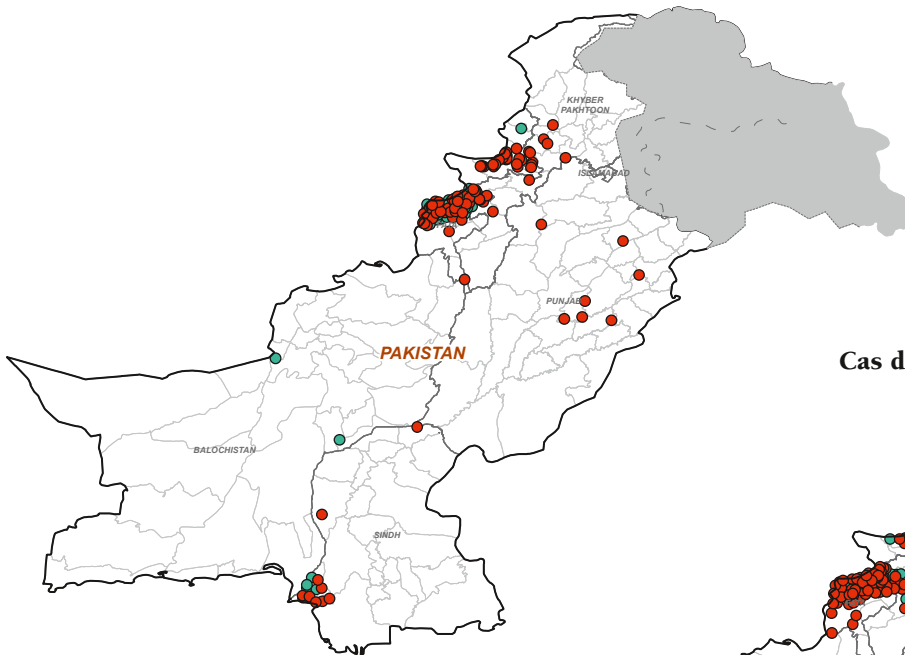 KHYBER
PAKHTOON
ISLAMABAD
PUNJAB
PAKISTAN
Cas d
BALOCHISTAN
SINDH